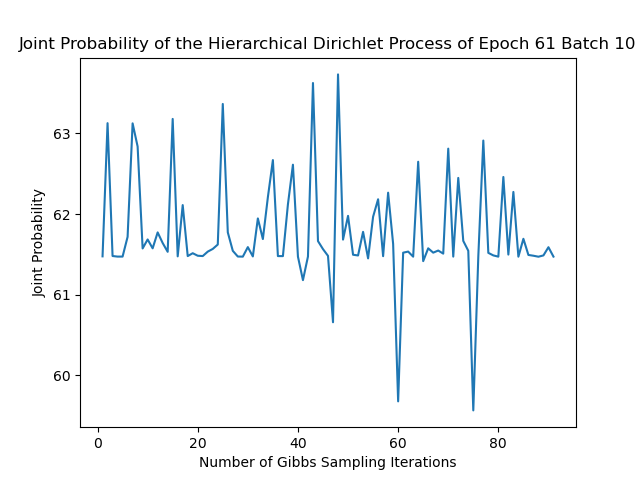 Joint Probability of the Hierarchical Dirichlet Process of Epoch 61 Batch 10
63
62
61
60
Joint Probability
0 20 40 60 80
Number of Gibbs Sampling Iterations